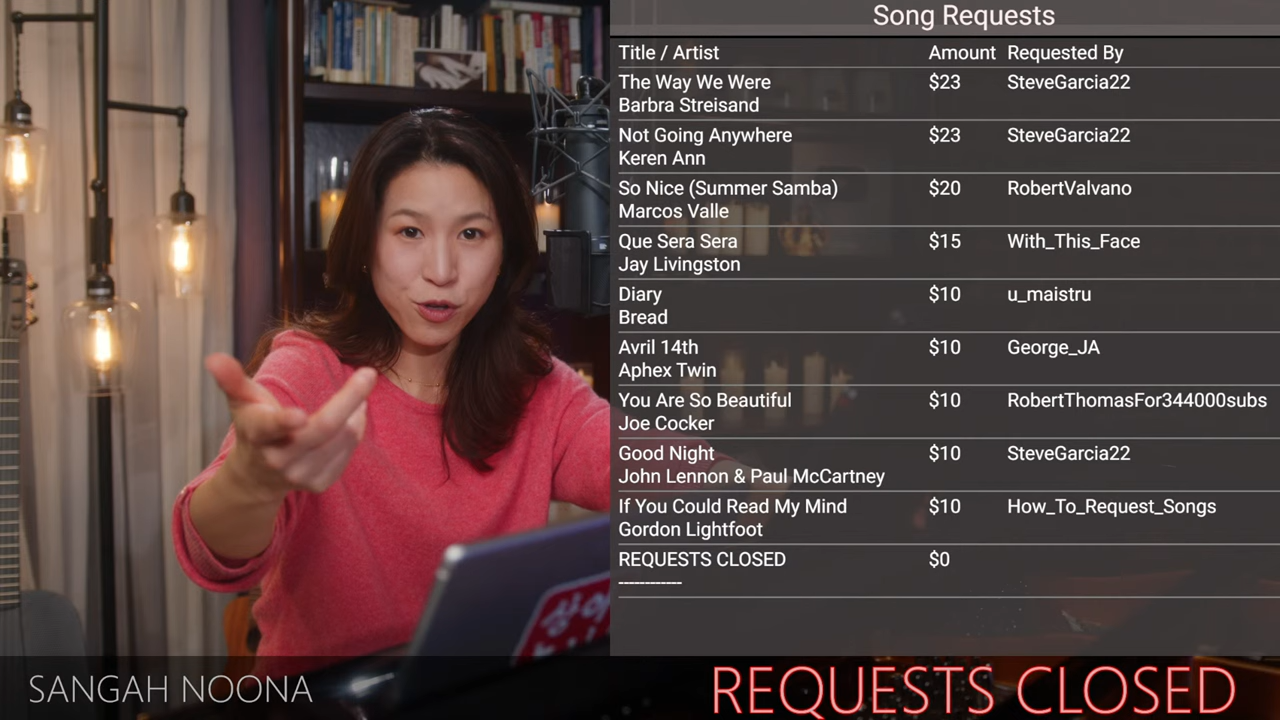 Song Requests
Title / Artist Amount Requested By
The Way We Were $23 SteveGarcia22
Barbra Streisand
Not Going Anywhere $23 SteveGarcia22
Keren Ann
So Nice (Summer Samba) $20 RobertValvano
Marcos Valle
Que Sera Sera $15 With_This_Face
Jay Livingston
Diary $10 u_maistru
Bread
Avril 14th $10 George_JA
Aphex Twin
You Are So Beautiful $10 RobertThomasFor344000subs
Joe Cocker
Good Night $10 SteveGarcia22
John Lennon & Paul McCartney
If You Could Read My Mind $10 How_To_Request_Songs
Gordon Lightfoot
REQUESTS CLOSED $0
------------
상아
SANGAH NOONA REQUESTS CLOSED